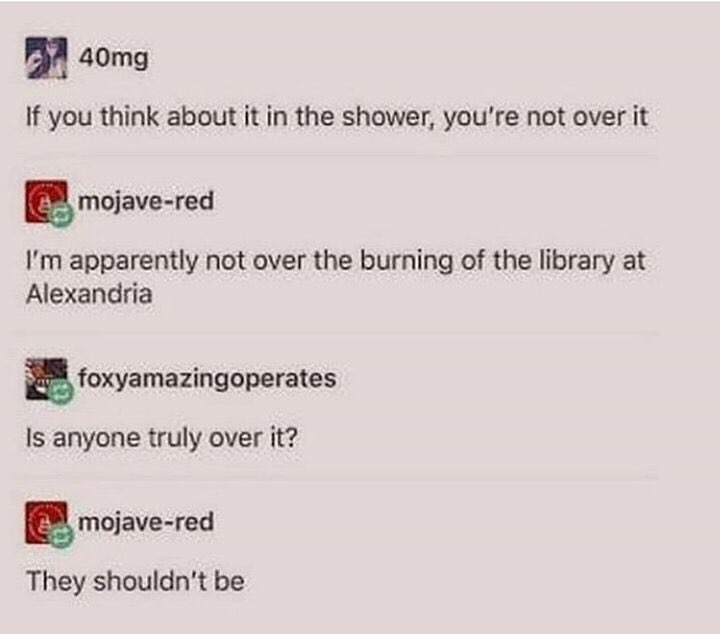 40mg
If you think about it in the shower, you're not over it
mojave-red
I'm apparently not over the burning of the library at
Alexandria
foxyamazingoperates
Is anyone truly over it?
mojave-red
They shouldn't be